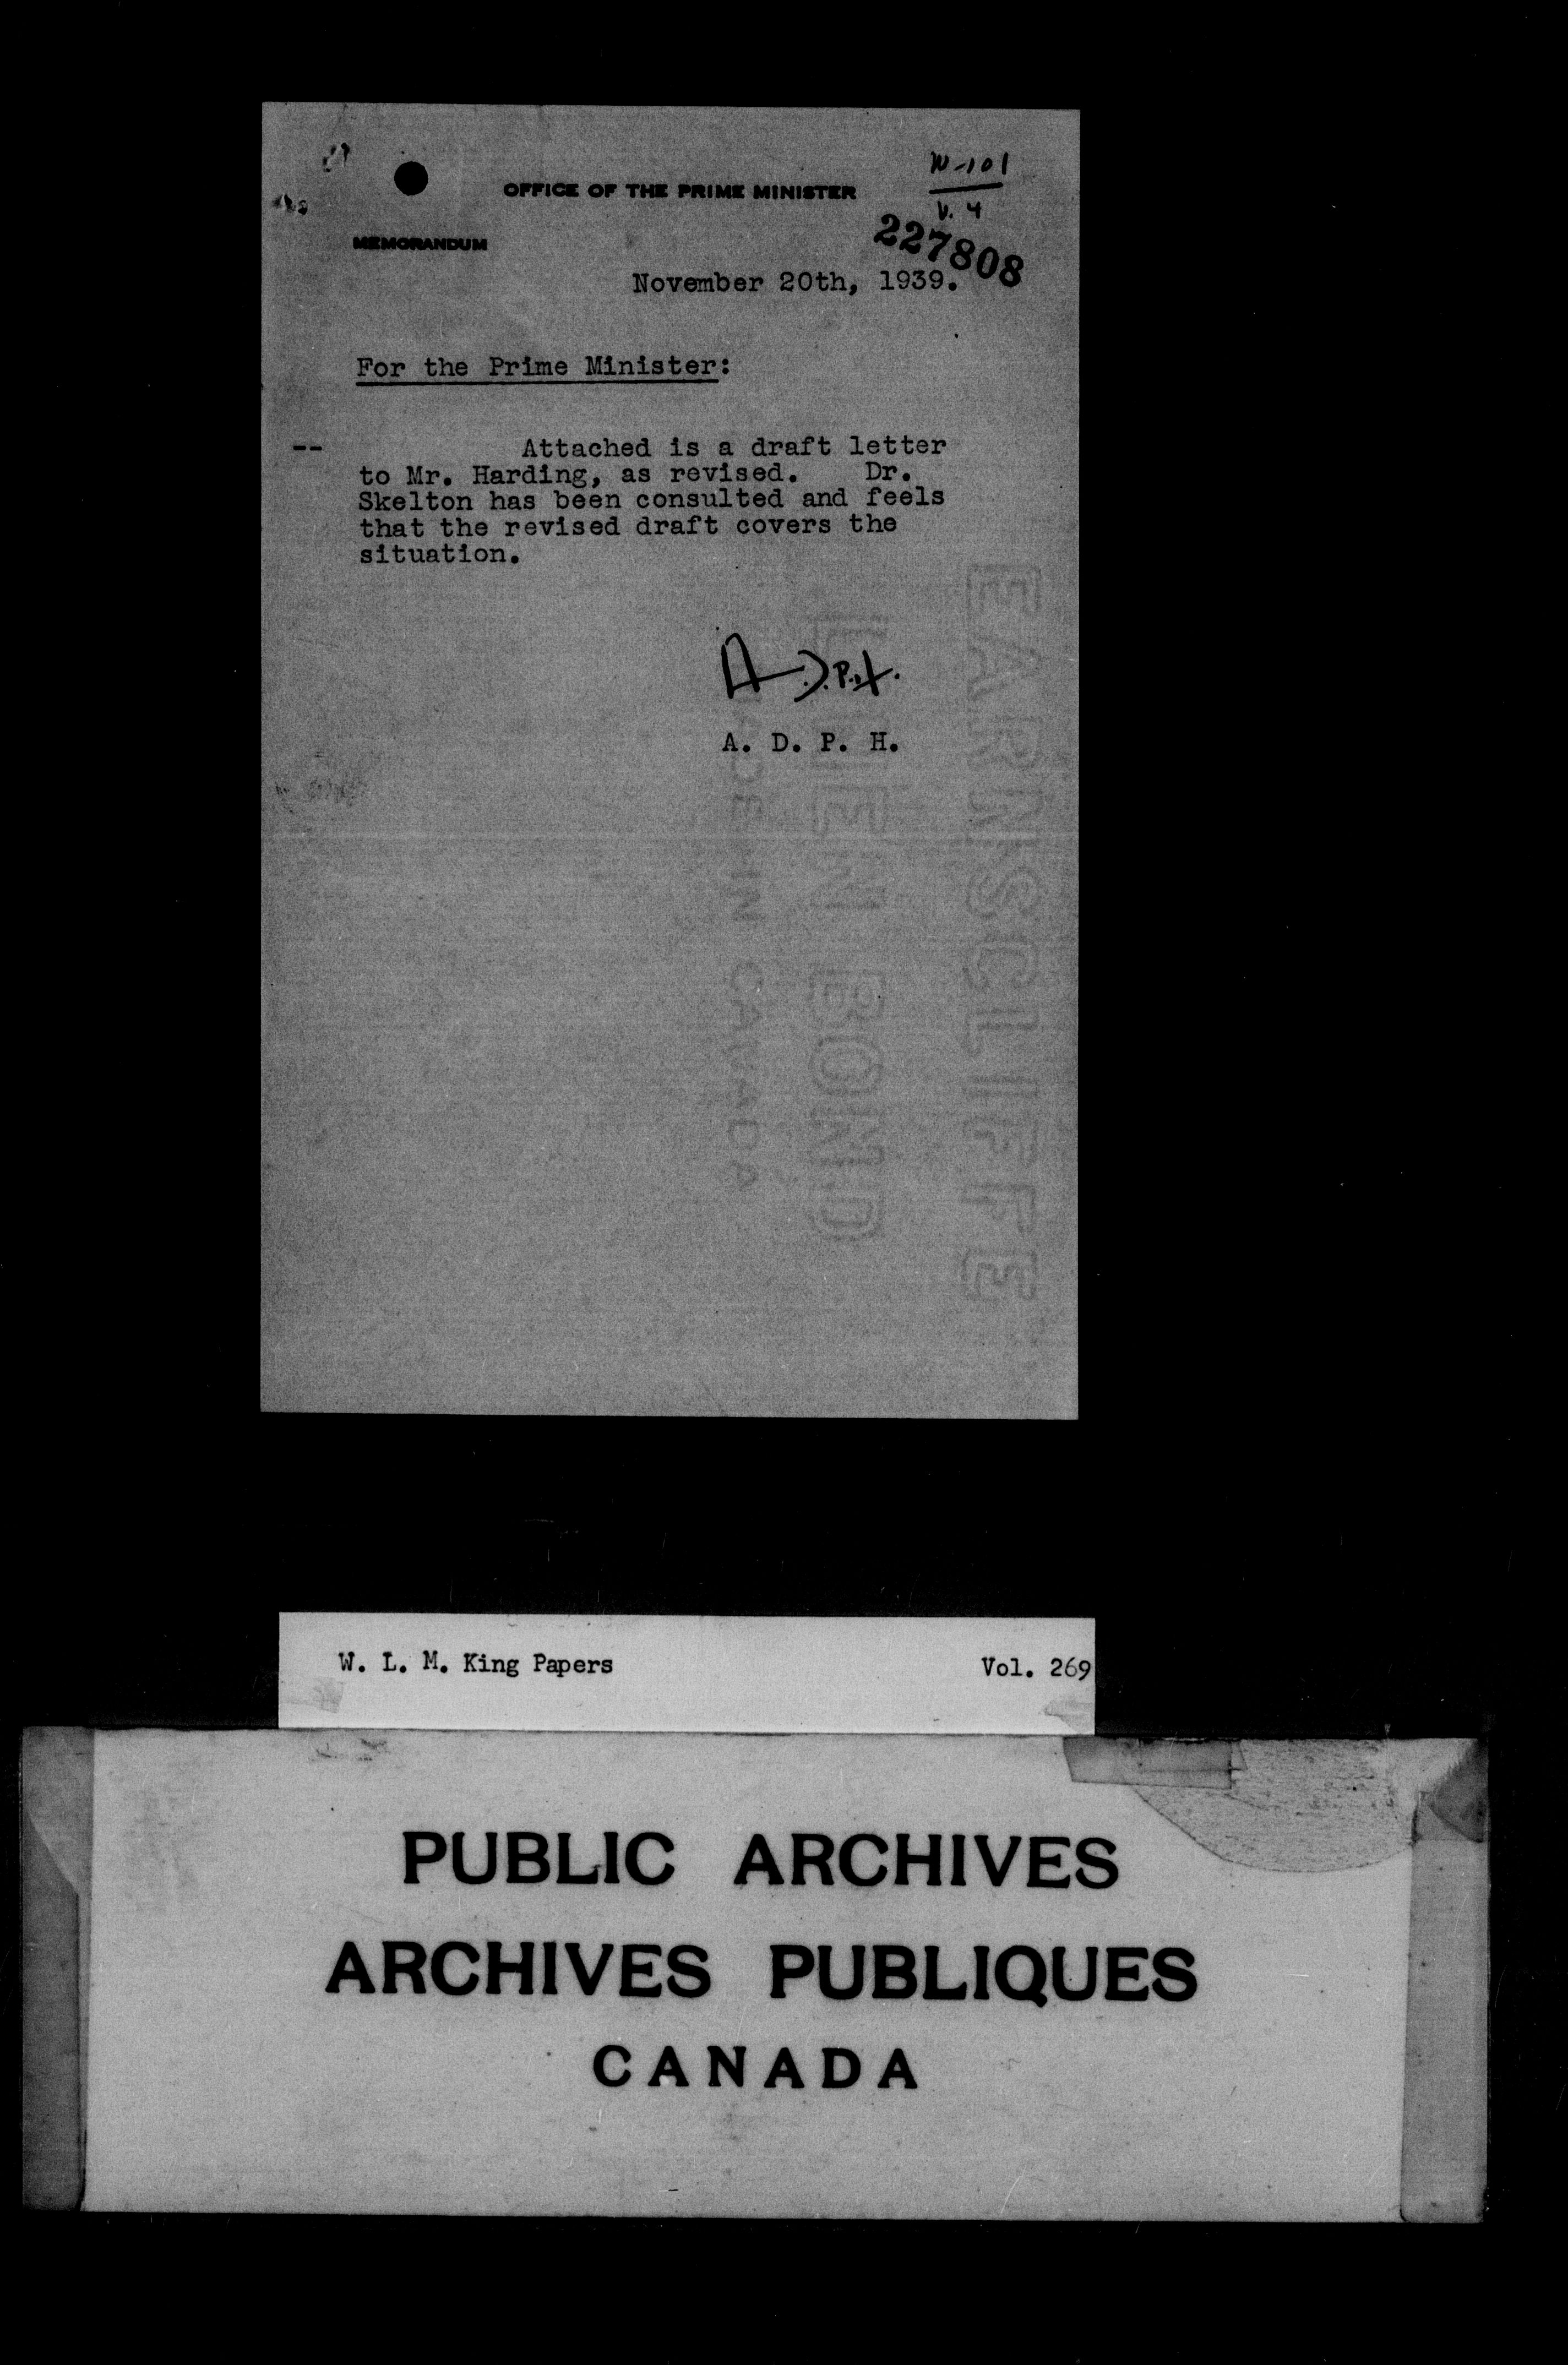 N-101
V. 4
OFFICE OF THE PRIME MINISTER
227808
MEMORANDUM
November 20th, 1939.
For the Prime Minister:
-- Attached is a draft letter
to Mr. Harding, as revised. Dr.
Skelton has been consulted and feels
that the revised draft covers the
situation.
A.D.P.H.
A. D. P. H.
EARNSCLIFFE
LINEN BOND
MADE IN CANADA
W. L. M. King Papers Vol. 269
PUBLIC ARCHIVES
ARCHIVES PUBLIQUES
CANADA